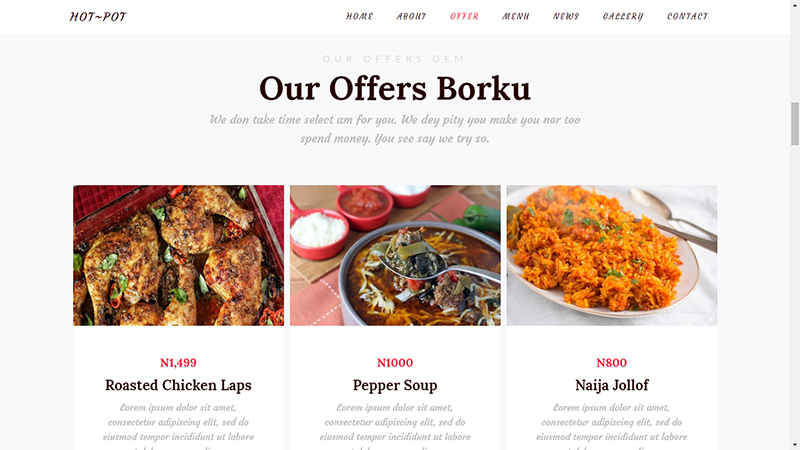 HOT~POT
HOME ABOUT OFFER MENU NEWS GALLERY CONTACT
OUR OFFERS DEM
Our Offers Borku
We don take time select am for you. We dey pity you make you nor too
spend money. You see say we try so.
N1,499
Roasted Chicken Laps
Lorem ipsum dolor sit amet,
consectetur adipiscing elit, sed do
eiusmod tempor incididunt ut labore
N1000
Pepper Soup
Lorem ipsum dolor sit amet,
consectetur adipiscing elit, sed do
eiusmod tempor incididunt ut labore
N800
Naija Jollof
Lorem ipsum dolor sit amet,
consectetur adipiscing elit, sed do
eiusmod tempor incididunt ut labore